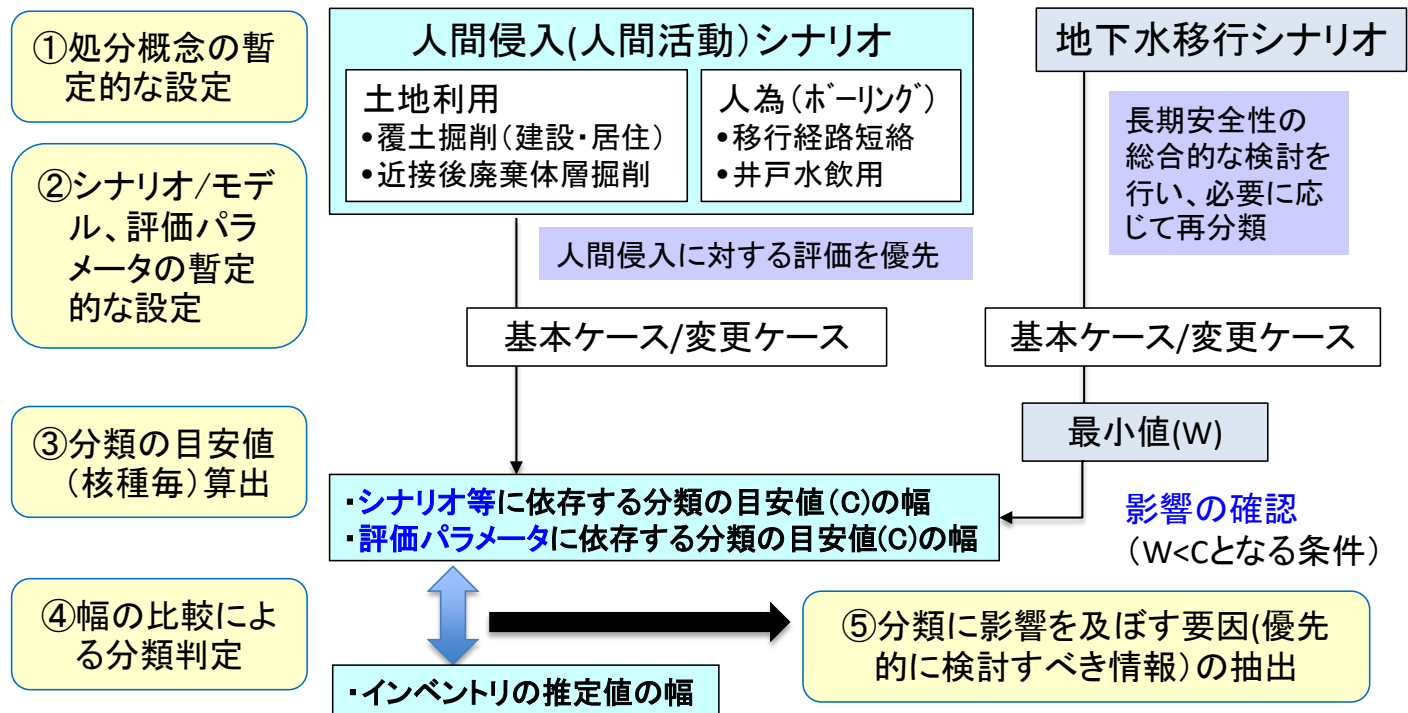 ①処分概念の暫
定的な設定
②シナリオ/モデ
ル、評価パラ
メータの暫定
的な設定
③分類の目安値
(核種毎)算出
④幅の比較によ
る分類判定
人間侵入(人間活動)シナリオ
土地利用
•覆土掘削(建設・居住)
•近接後廃棄体層掘削
人為(ボーリング)
•移行経路短絡
•井戸水飲用
人間侵入に対する評価を優先
基本ケース/変更ケース
地下水移行シナリオ
長期安全性の
総合的な検討を
行い、必要に応
じて再分類
基本ケース/変更ケース
最小値(W)
影響の確認
(W<Cとなる条件)
・シナリオ等に依存する分類の目安値(C)の幅
・評価パラメータに依存する分類の目安値(C)の幅
・インベントリの推定値の幅
⑤分類に影響を及ぼす要因(優先
的に検討すべき情報)の抽出